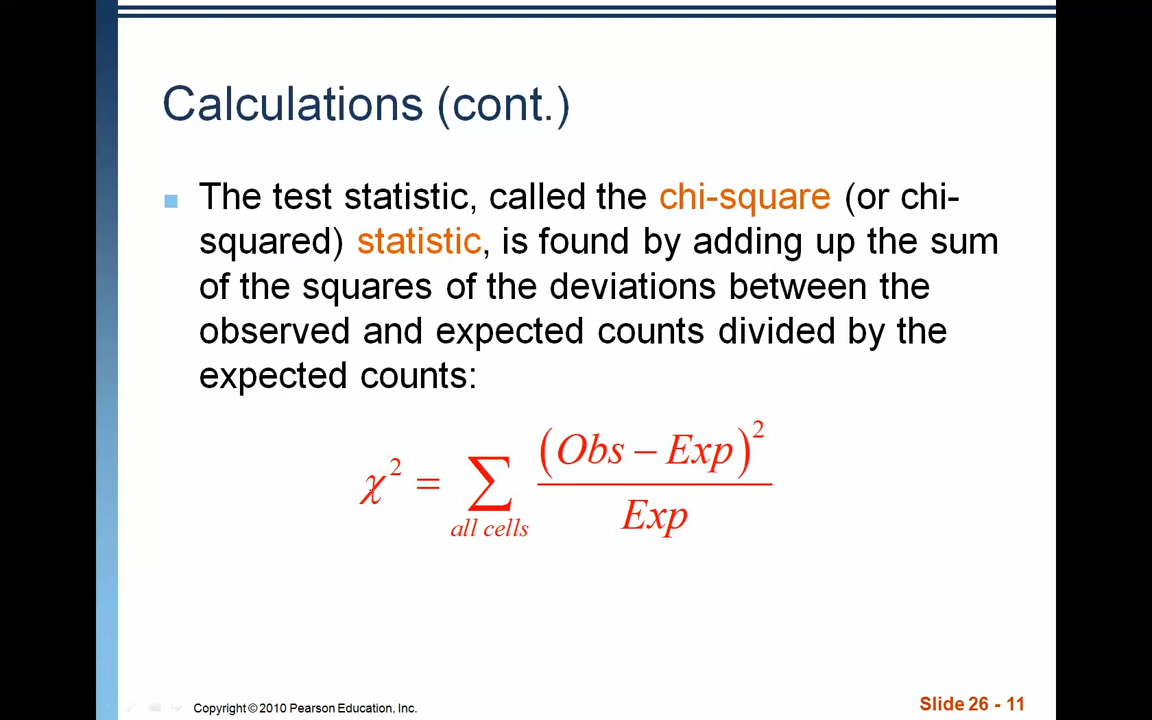 Calculations (cont.)
■ The test statistic, called the chi-square (or chi-
squared) statistic, is found by adding up the sum
of the squares of the deviations between the
observed and expected counts divided by the
expected counts:
χ² = ∑ (Obs − Exp)² / Exp
all cells
Copyright © 2010 Pearson Education, Inc.
Slide 26 - 11